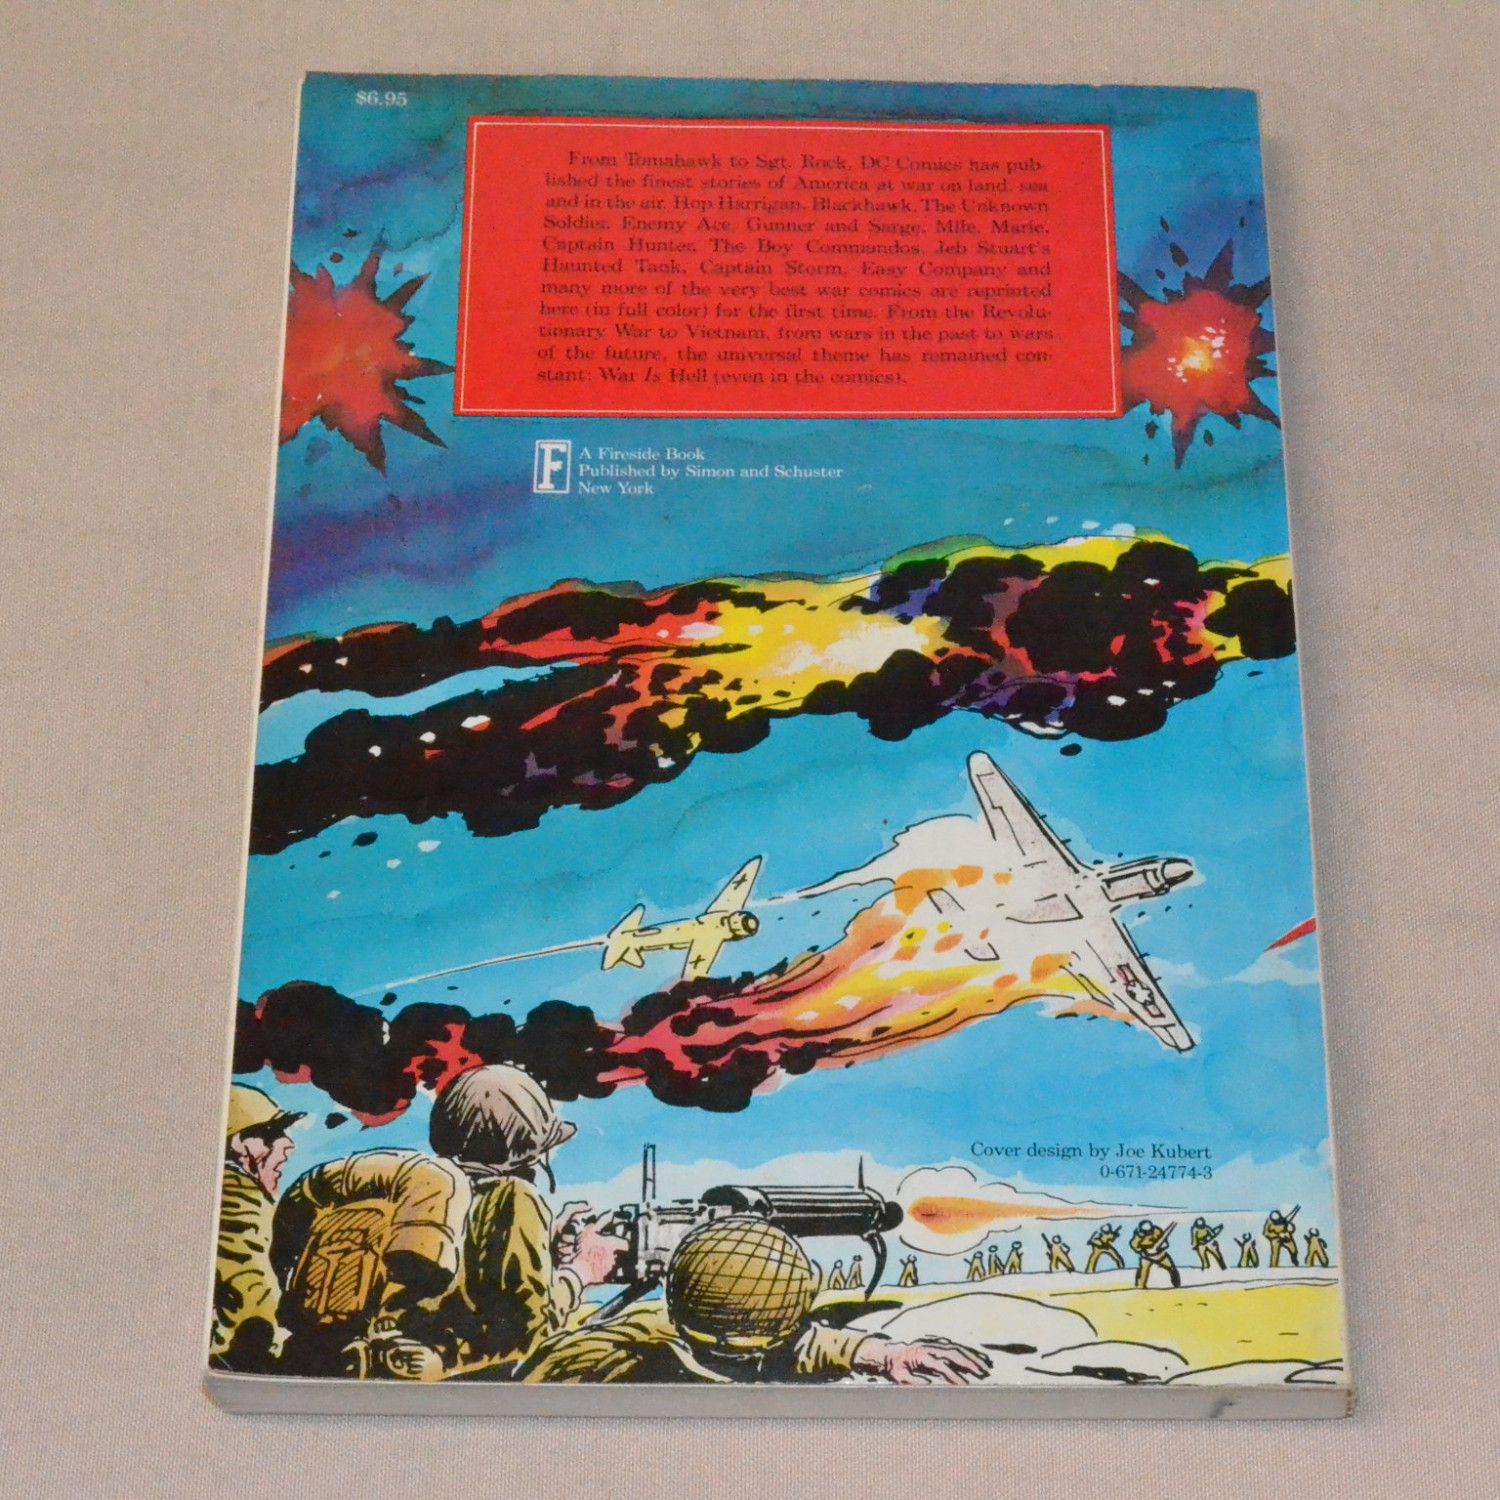 $6.95
From Tomahawk to Sgt. Rock, DC Comics has pub-
lished the finest stories of America at war on land, sea
and in the air. Hop Harrigan, Blackhawk, The Unknown
Soldier, Enemy Ace, Gunner and Sarge, Mlle. Marie,
Captain Hunter, The Boy Commandos, Jeb Stuart's
Haunted Tank, Captain Storm, Easy Company and
many more of the very best war comics are reprinted
here (in full color) for the first time. From the Revolu-
tionary War to Vietnam, from wars in the past to wars
of the future, the universal theme has remained con-
stant: War Is Hell (even in the comics).
F
A Fireside Book
Published by Simon and Schuster
New York
Cover design by Joe Kubert
0-671-24774-3